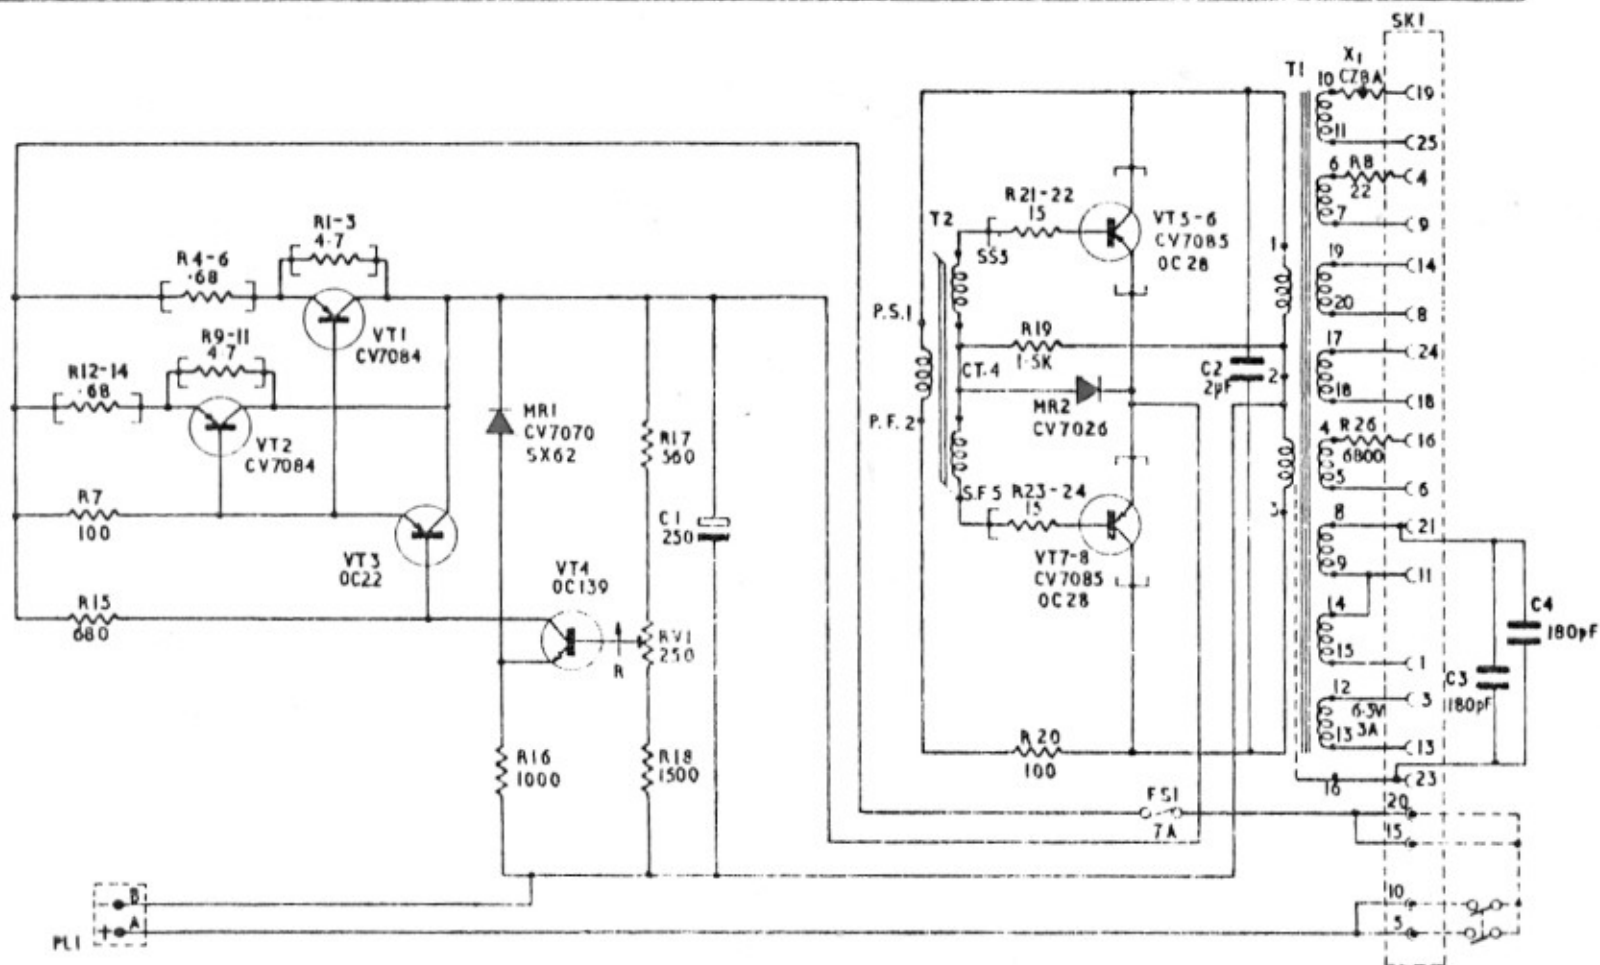 SK1
T1
X1
CZ8A
10
19
11
25
6
R8
22
4
7
9
19
14
20
8
17
24
18
18
4
R26
6800
16
5
6
8
21
9
11
14
15
1
12
6.3V
3A
3
13
13
16
23
20
15
10
5
C4
180pF
C3
180pF
R1-3
4.7
R4-6
.68
VT1
CV7084
R9-11
4.7
R12-14
.68
VT2
CV7084
R7
100
VT3
OC22
R15
680
MR1
CV7070
SX62
R17
560
C1
250
VT4
OC139
RV1
250
R
R16
1000
R18
1500
T2
SS3
R21-22
15
VT5-6
CV7085
OC28
P.S.1
R19
1.5K
CT.4
MR2
CV7026
P.F.2
C2
2µF
1
2
3
S.F5
R23-24
15
VT7-8
CV7085
OC28
R20
100
FS1
7A
- B
+ A
PL1